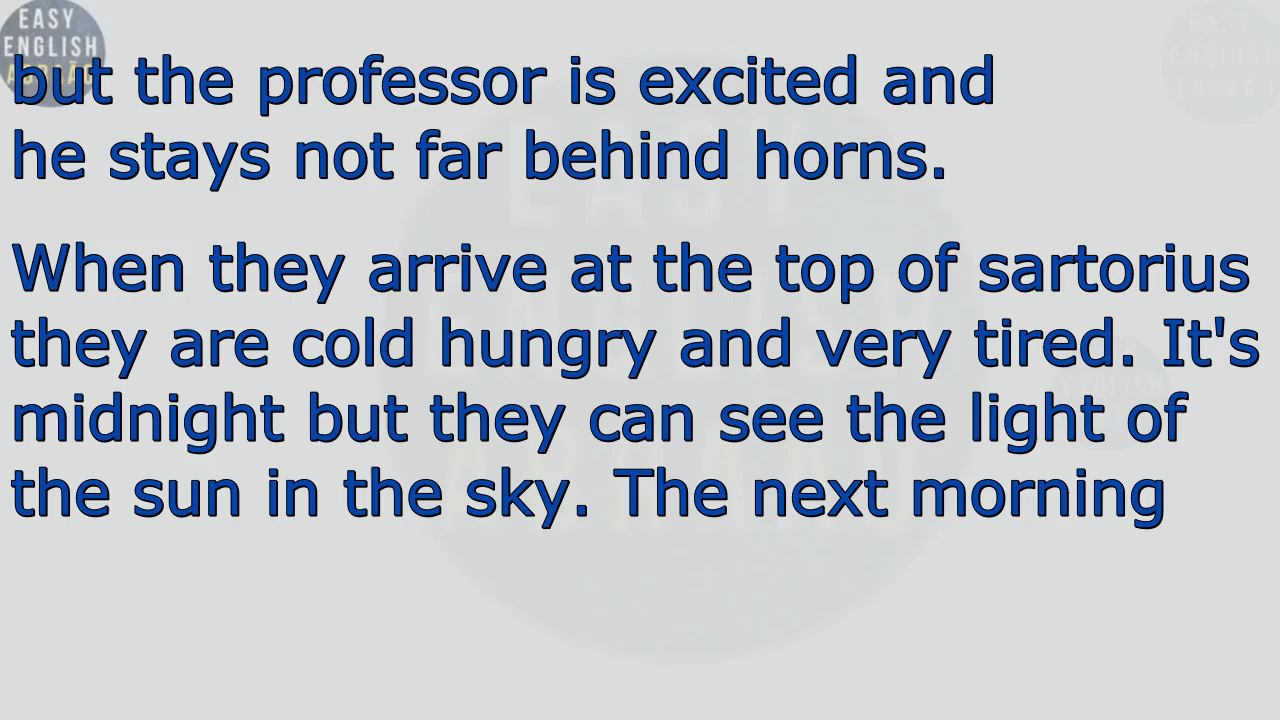 EASY
ENGLISH
but the professor is excited and
he stays not far behind horns.
When they arrive at the top of sartorius
they are cold hungry and very tired. It's
midnight but they can see the light of
the sun in the sky. The next morning